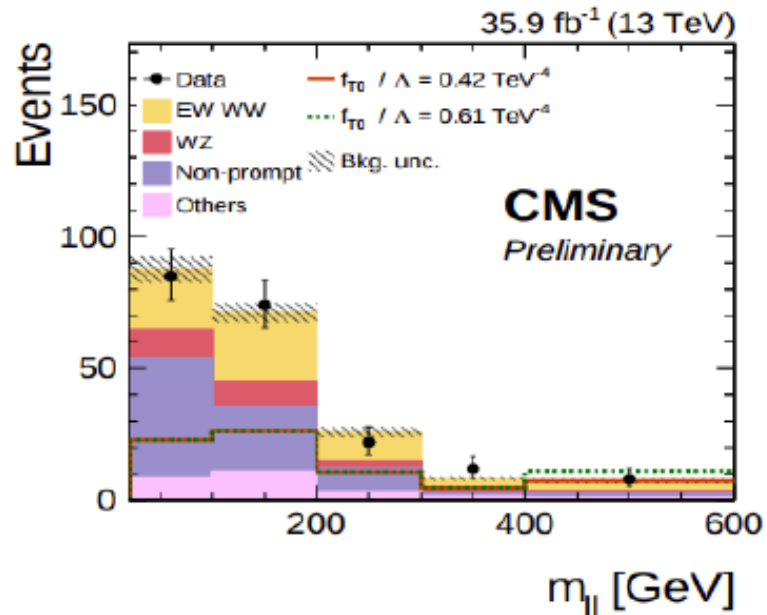 35.9 fb⁻¹ (13 TeV)
Events
Data
EW WW
WZ
Non-prompt
Others
f_T0 / Λ = 0.42 TeV⁻⁴
f_T0 / Λ = 0.61 TeV⁻⁴
Bkg. unc.
CMS
Preliminary
150
100
50
0
200
400
600
m_ll [GeV]